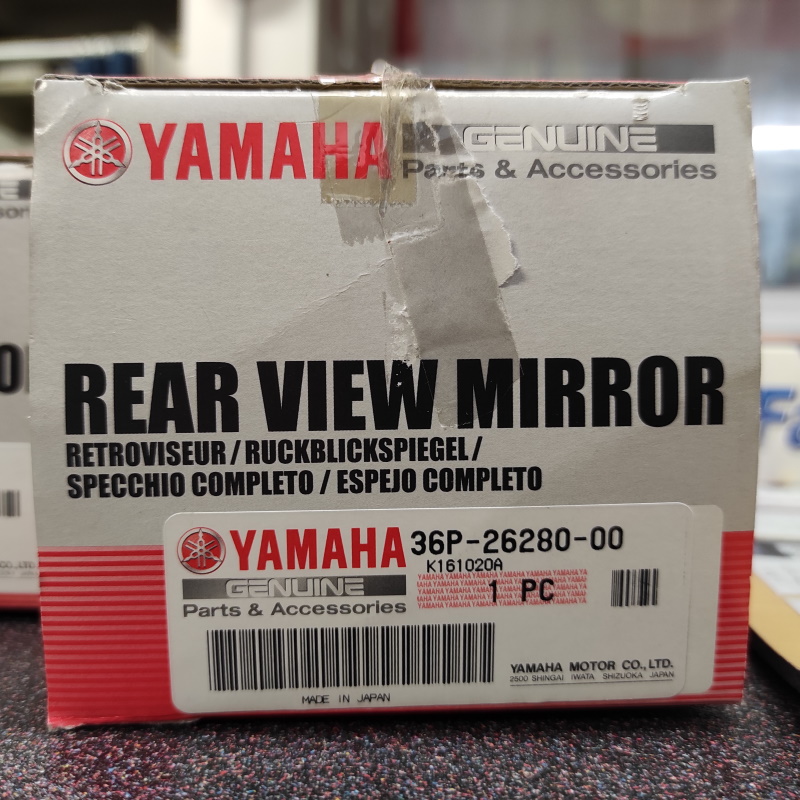 YAMAHA GENUINE
Parts & Accessories
REAR VIEW MIRROR
RETROVISEUR / RUCKBLICKSPIEGEL /
SPECCHIO COMPLETO / ESPEJO COMPLETO
YAMAHA 36P-26280-00
K161020A
GENUINE
1 PC
Parts & Accessories
YAMAHA MOTOR CO., LTD.
2500 SHINGAI IWATA SHIZUOKA JAPAN
MADE IN JAPAN